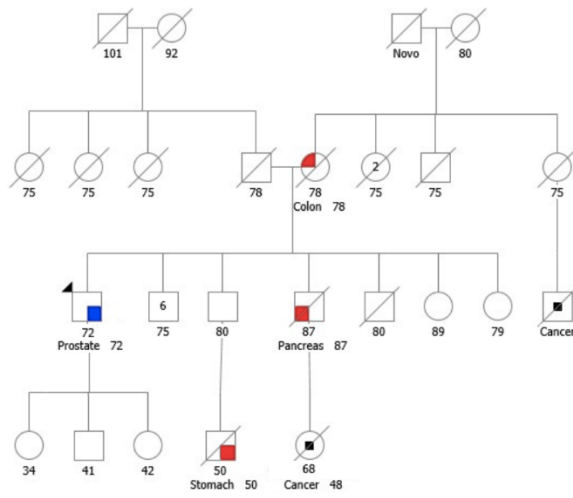 101 92 Novo 80
75 75 75 78 78 2 75 75 75
Colon 78
6
72 75 80 87 80 89 79 Cancer
Prostate 72 Pancreas 87
34 41 42 50 68
Stomach 50 Cancer 48